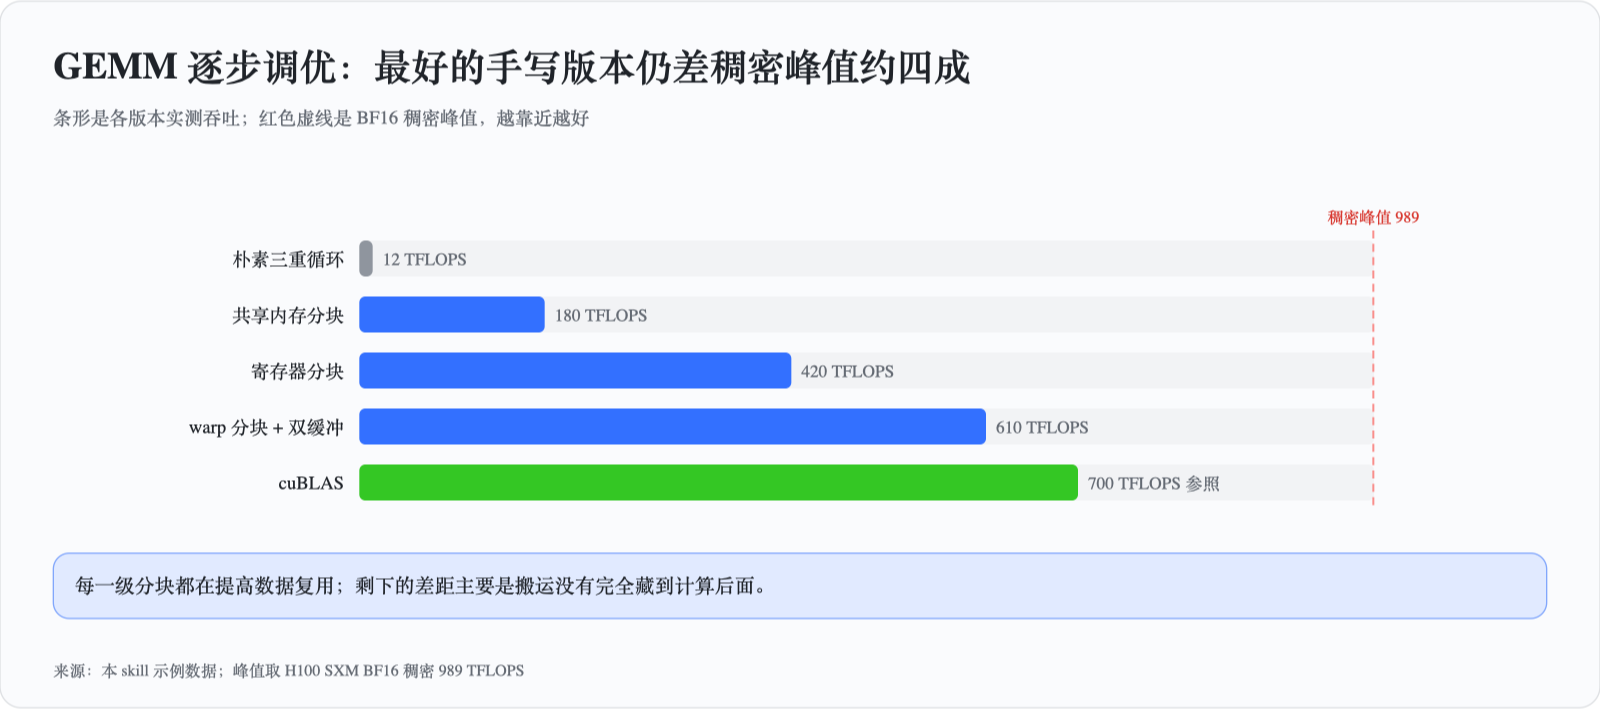 GEMM 逐步调优：最好的手写版本仍差稠密峰值约四成
条形是各版本实测吞吐；红色虚线是 BF16 稠密峰值，越靠近越好
稠密峰值 989
朴素三重循环 12 TFLOPS
共享内存分块 180 TFLOPS
寄存器分块 420 TFLOPS
warp 分块 + 双缓冲 610 TFLOPS
cuBLAS 700 TFLOPS 参照
每一级分块都在提高数据复用；剩下的差距主要是搬运没有完全藏到计算后面。
来源：本 skill 示例数据；峰值取 H100 SXM BF16 稠密 989 TFLOPS